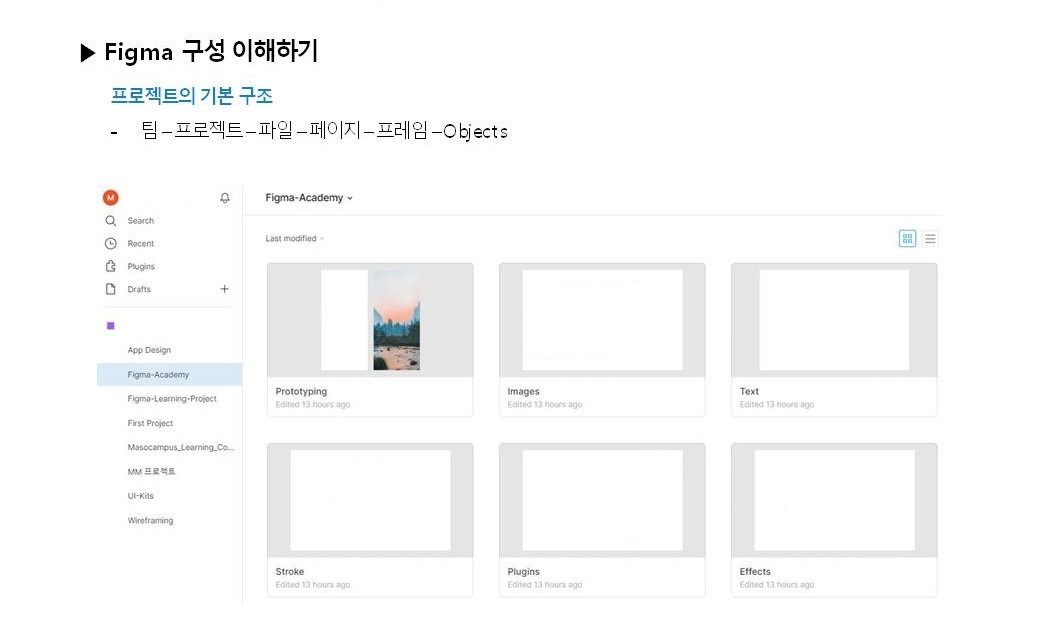 ▶ Figma 구성 이해하기
프로젝트의 기본 구조
- 팀 – 프로젝트 – 파일 – 페이지 – 프레임 – Objects
M
Search
Recent
Plugins
Drafts +
App Design
Figma-Academy
Figma-Learning-Project
First Project
Masocampus_Learning_Co...
MM 프로젝트
UI-Kits
Wireframing
Figma-Academy
Last modified
Prototyping
Edited 13 hours ago
Images
Edited 13 hours ago
Text
Edited 13 hours ago
Stroke
Edited 13 hours ago
Plugins
Edited 13 hours ago
Effects
Edited 13 hours ago